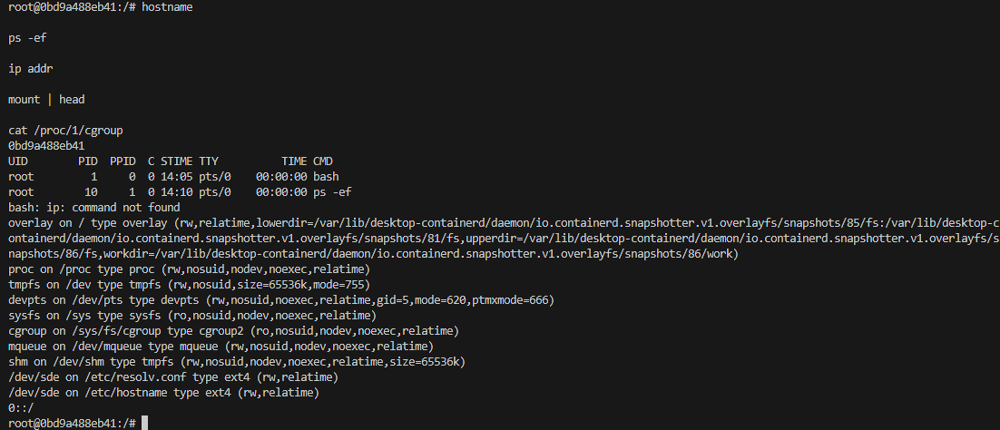 root@0bd9a488eb41:/# hostname
ps -ef
ip addr
mount | head
cat /proc/1/cgroup
0bd9a488eb41
UID        PID  PPID  C STIME TTY          TIME CMD
root         1     0  0 14:05 pts/0    00:00:00 bash
root        10     1  0 14:10 pts/0    00:00:00 ps -ef
bash: ip: command not found
overlay on / type overlay (rw,relatime,lowerdir=/var/lib/desktop-containerd/daemon/io.containerd.snapshotter.v1.overlayfs/snapshots/85/fs:/var/lib/desktop-c
ontainerd/daemon/io.containerd.snapshotter.v1.overlayfs/snapshots/81/fs,upperdir=/var/lib/desktop-containerd/daemon/io.containerd.snapshotter.v1.overlayfs/s
napshots/86/fs,workdir=/var/lib/desktop-containerd/daemon/io.containerd.snapshotter.v1.overlayfs/snapshots/86/work)
proc on /proc type proc (rw,nosuid,nodev,noexec,relatime)
tmpfs on /dev type tmpfs (rw,nosuid,size=65536k,mode=755)
devpts on /dev/pts type devpts (rw,nosuid,noexec,relatime,gid=5,mode=620,ptmxmode=666)
sysfs on /sys type sysfs (ro,nosuid,nodev,noexec,relatime)
cgroup on /sys/fs/cgroup type cgroup2 (ro,nosuid,nodev,noexec,relatime)
mqueue on /dev/mqueue type mqueue (rw,nosuid,nodev,noexec,relatime)
shm on /dev/shm type tmpfs (rw,nosuid,nodev,noexec,relatime,size=65536k)
/dev/sde on /etc/resolv.conf type ext4 (rw,relatime)
/dev/sde on /etc/hostname type ext4 (rw,relatime)
0::/
root@0bd9a488eb41:/#